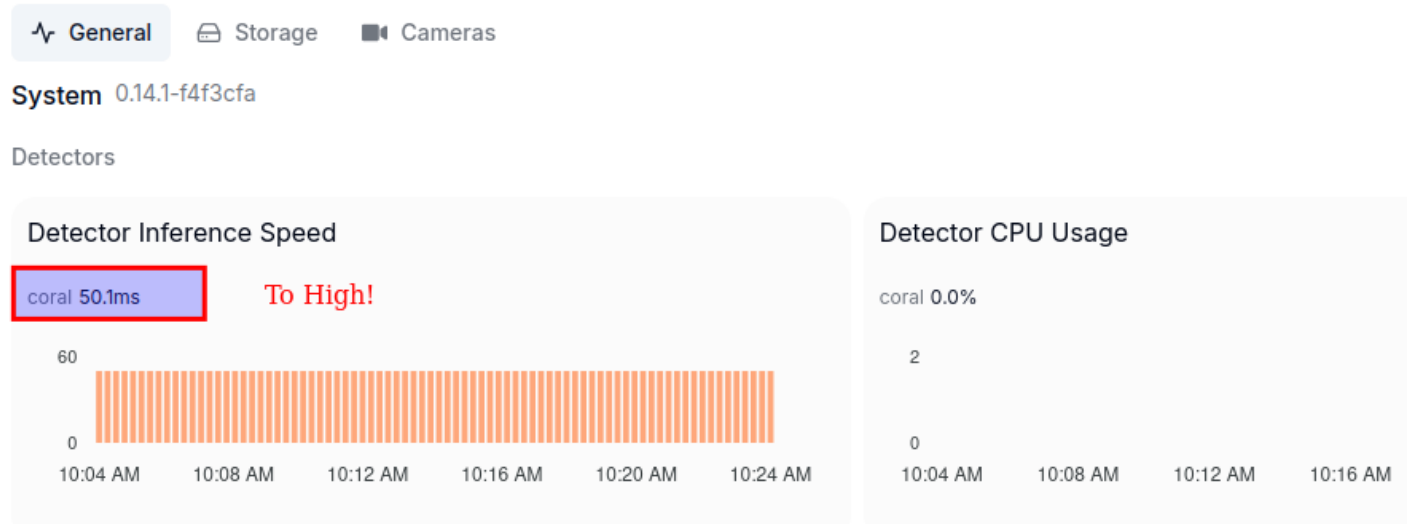 General Storage Cameras
System 0.14.1-f4f3cfa
Detectors
Detector Inference Speed
coral 50.1ms To High!
60
0
10:04 AM 10:08 AM 10:12 AM 10:16 AM 10:20 AM 10:24 AM
Detector CPU Usage
coral 0.0%
2
0
10:04 AM 10:08 AM 10:12 AM 10:16 AM